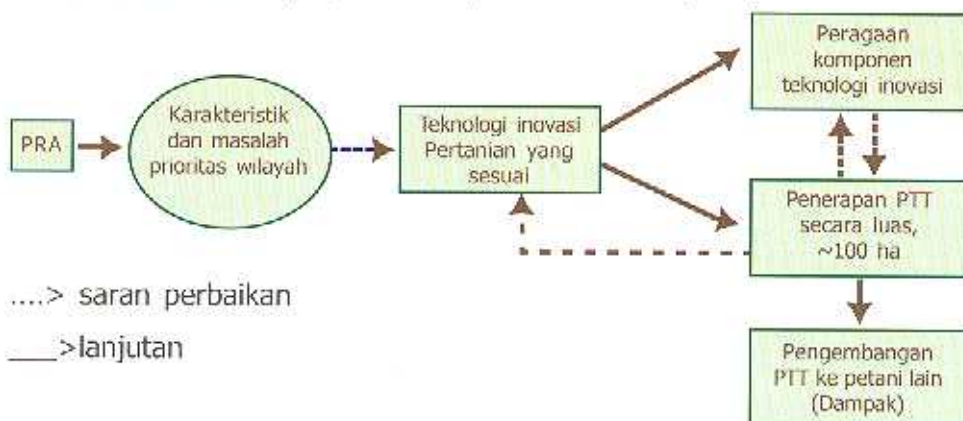 PRA
Karakteristik
dan masalah
prioritas wilayah
Teknologi inovasi
Pertanian yang
sesuai
Peragaan
komponen
teknologi inovasi
Penerapan PTT
secara luas,
~100 ha
Pengembangan
PTT ke petani lain
(Dampak)
....> saran perbaikan
___>lanjutan